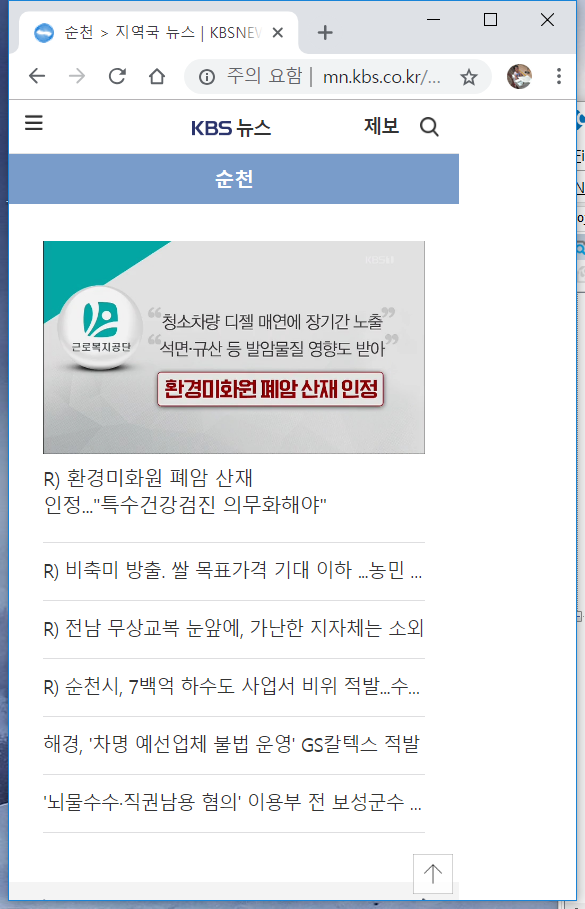 순천 > 지역국 뉴스 | KBSNEW
주의 요함 | mn.kbs.co.kr/...
KBS 뉴스 제보
순천
근로복지공단
“청소차량 디젤 매연에 장기간 노출”
“석면·규산 등 발암물질 영향도 받아”
환경미화원 폐암 산재 인정
R) 환경미화원 폐암 산재
인정..."특수건강검진 의무화해야"
R) 비축미 방출. 쌀 목표가격 기대 이하 ...농민 ...
R) 전남 무상교복 눈앞에, 가난한 지자체는 소외
R) 순천시, 7백억 하수도 사업서 비위 적발...수...
해경, '차명 예선업체 불법 운영' GS칼텍스 적발
'뇌물수수·직권남용 혐의' 이용부 전 보성군수 ...